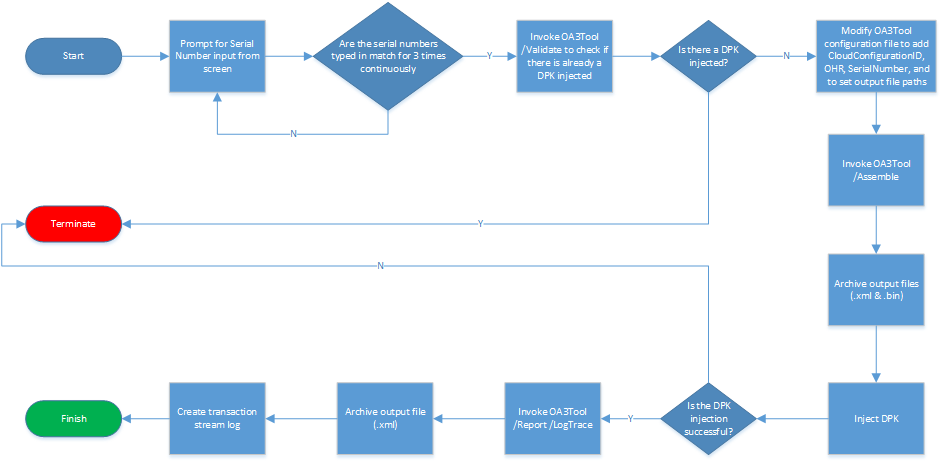 Start
Prompt for Serial
Number input from
screen
Are the serial numbers
typed in match for 3 times
continuously
Y
Invoke OA3Tool
/Validate to check if
there is already a
DPK injected
Is there a DPK
injected?
N
Modify OA3Tool
configuration file to add
CloudConfigurationID,
OHR, SerialNumber, and
to set output file paths
N
Invoke OA3Tool
/Assemble
Terminate
Y
N
Archive output files
(.xml & .bin)
Finish
Create transaction
stream log
Archive output file
(.xml)
Invoke OA3Tool
/Report /LogTrace
Y
Is the DPK
injection
successful?
Inject DPK